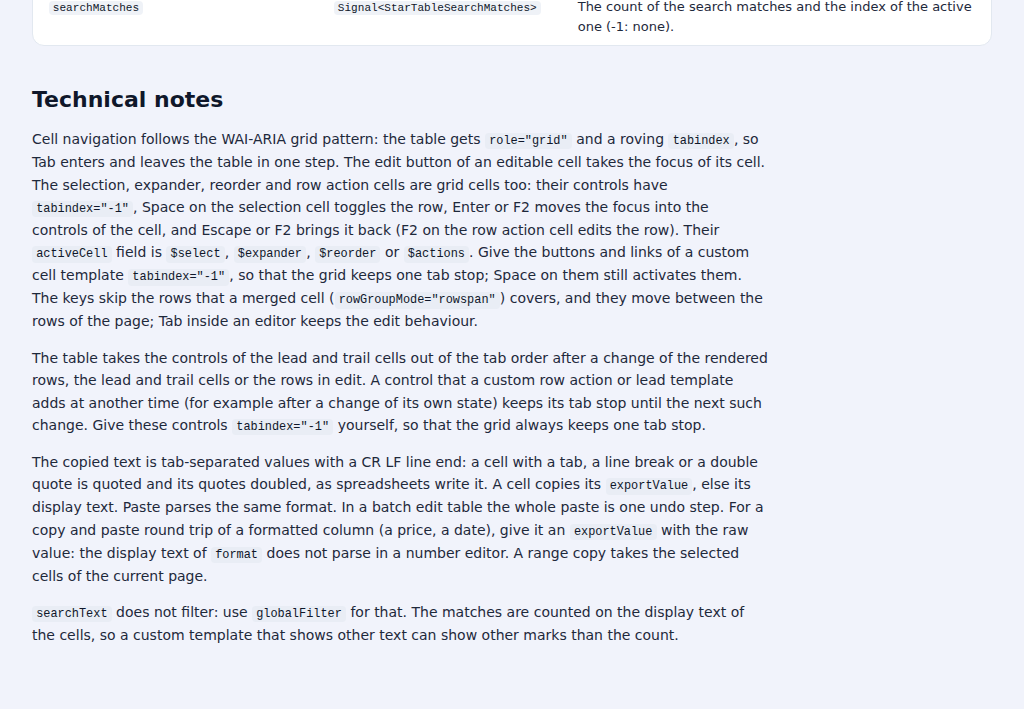 searchMatches Signal<StarTableSearchMatches> The count of the search matches and the index of the active
one (-1: none).
Technical notes
Cell navigation follows the WAI-ARIA grid pattern: the table gets role="grid" and a roving tabindex, so
Tab enters and leaves the table in one step. The edit button of an editable cell takes the focus of its cell.
The selection, expander, reorder and row action cells are grid cells too: their controls have
tabindex="-1", Space on the selection cell toggles the row, Enter or F2 moves the focus into the
controls of the cell, and Escape or F2 brings it back (F2 on the row action cell edits the row). Their
activeCell field is $select, $expander, $reorder or $actions. Give the buttons and links of a custom
cell template tabindex="-1", so that the grid keeps one tab stop; Space on them still activates them.
The keys skip the rows that a merged cell (rowGroupMode="rowspan") covers, and they move between the
rows of the page; Tab inside an editor keeps the edit behaviour.
The table takes the controls of the lead and trail cells out of the tab order after a change of the rendered
rows, the lead and trail cells or the rows in edit. A control that a custom row action or lead template
adds at another time (for example after a change of its own state) keeps its tab stop until the next such
change. Give these controls tabindex="-1" yourself, so that the grid always keeps one tab stop.
The copied text is tab-separated values with a CR LF line end: a cell with a tab, a line break or a double
quote is quoted and its quotes doubled, as spreadsheets write it. A cell copies its exportValue, else its
display text. Paste parses the same format. In a batch edit table the whole paste is one undo step. For a
copy and paste round trip of a formatted column (a price, a date), give it an exportValue with the raw
value: the display text of format does not parse in a number editor. A range copy takes the selected
cells of the current page.
searchText does not filter: use globalFilter for that. The matches are counted on the display text of
the cells, so a custom template that shows other text can show other marks than the count.